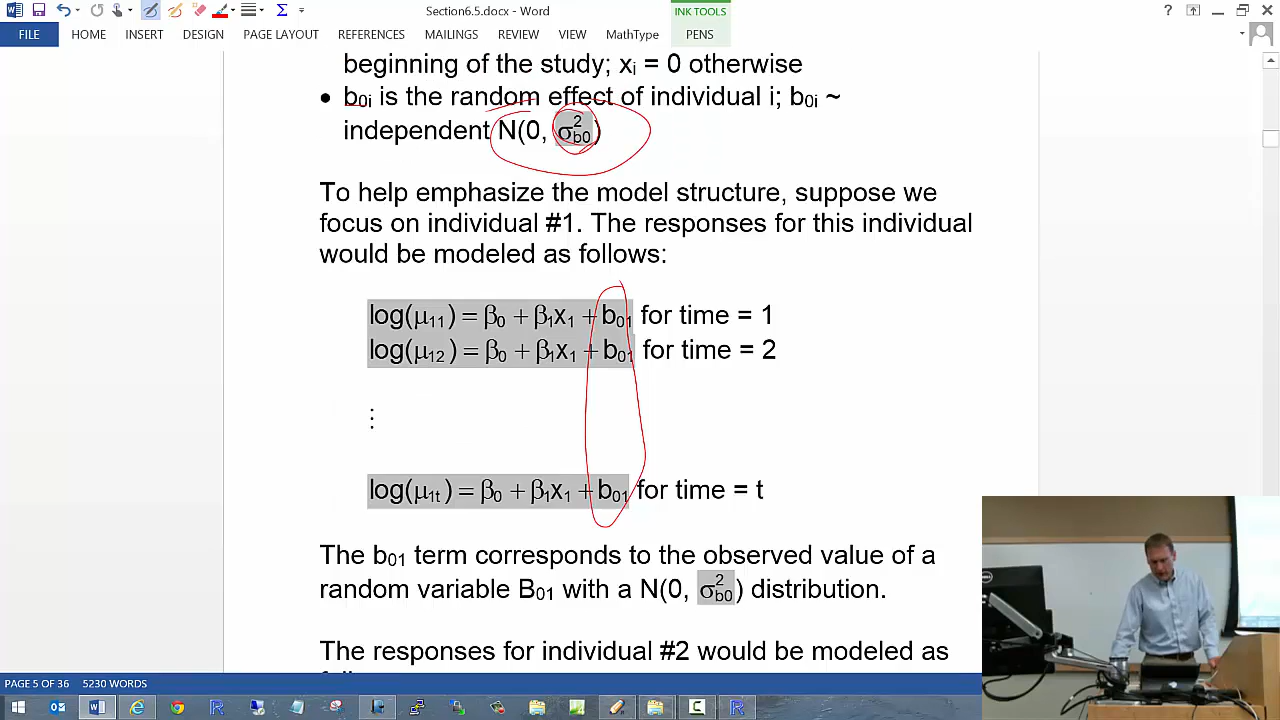 Section6.5.docx - Word
INK TOOLS
FILE
HOME
INSERT
DESIGN
PAGE LAYOUT
REFERENCES
MAILINGS
REVIEW
VIEW
MathType
PENS
beginning of the study; xi = 0 otherwise
• b0i is the random effect of individual i; b0i ~
independent N(0, σ²b0)
To help emphasize the model structure, suppose we
focus on individual #1. The responses for this individual
would be modeled as follows:
log(μ11) = β0 + β1x1 + b01 for time = 1
log(μ12) = β0 + β1x1 + b01 for time = 2
⋮
log(μ1t) = β0 + β1x1 + b01 for time = t
The b01 term corresponds to the observed value of a
random variable B01 with a N(0, σ²b0) distribution.
The responses for individual #2 would be modeled as
PAGE 5 OF 36
5230 WORDS